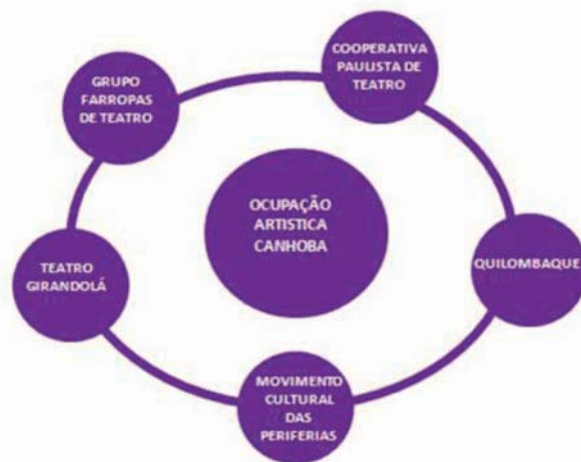 COOPERATIVA
PAULISTA DE
TEATRO
GRUPO
FARROPAS
DE TEATRO
OCUPAÇÃO
ARTISTICA
CANHOBA
TEATRO
GIRANDOLÁ
QUILOMBAQUE
MOVIMENTO
CULTURAL
DAS
PERIFERIAS